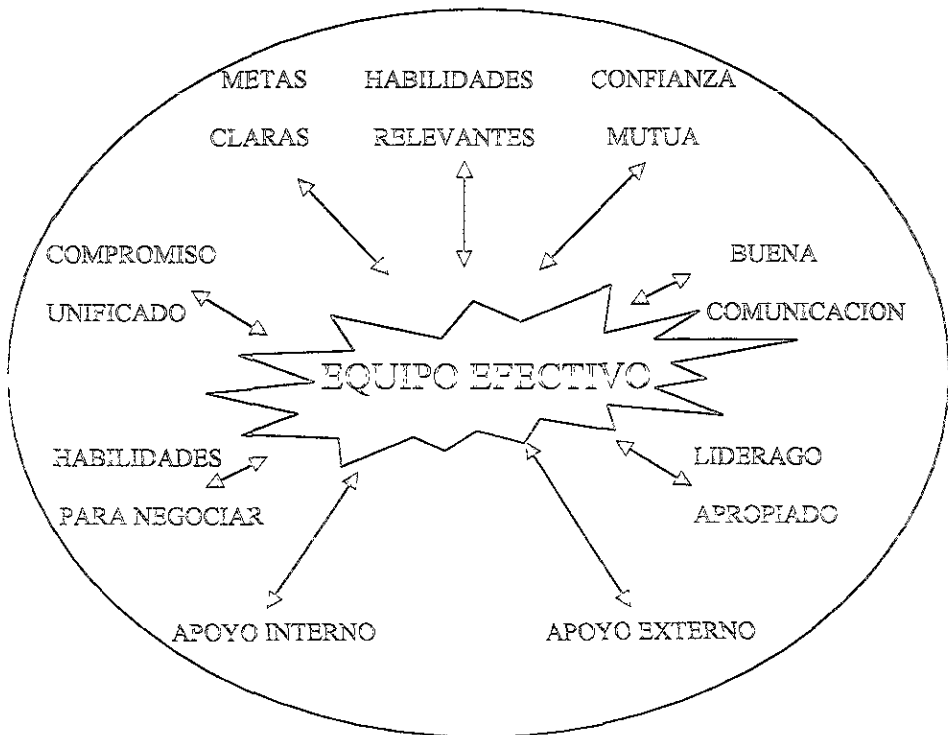 METAS
CLARAS
HABILIDADES
RELEVANTES
CONFIANZA
MUTUA
COMPROMISO
UNIFICADO
BUENA
COMUNICACION
EQUIPO EFECTIVO
HABILIDADES
PARA NEGOCIAR
LIDERAGO
APROPIADO
APOYO INTERNO
APOYO EXTERNO